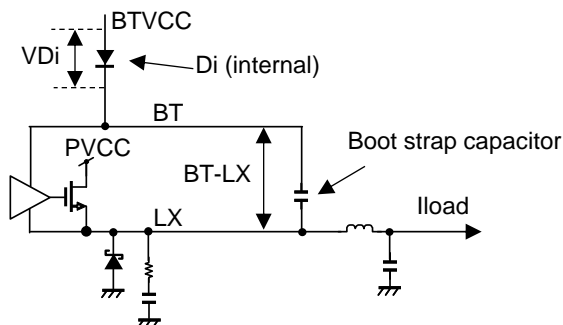 BTVCC
VDi
Di (internal)
BT
PVCC
BT-LX
Boot strap capacitor
LX
Iload